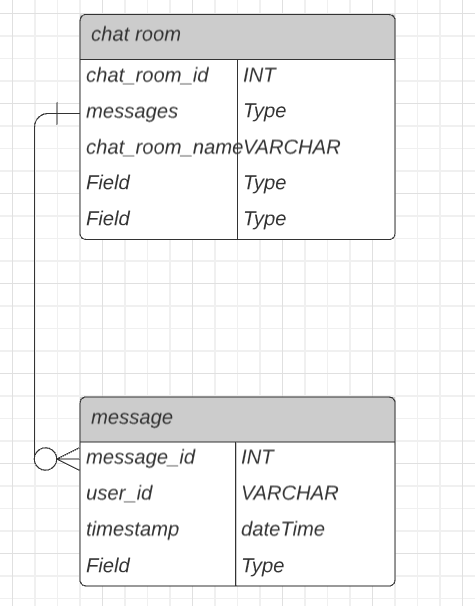 chat room
chat_room_id INT
messages Type
chat_room_name VARCHAR
Field Type
Field Type
message
message_id INT
user_id VARCHAR
timestamp dateTime
Field Type